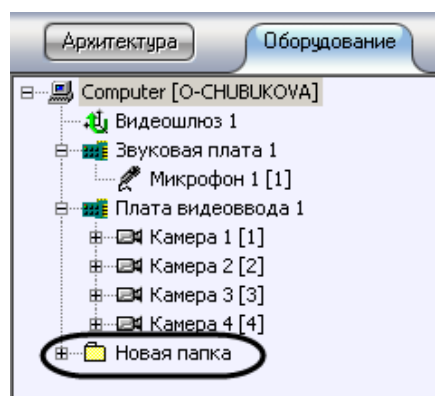 Архитектура Оборудование
Computer [O-CHUBUKOVA]
Видеошлюз 1
Звуковая плата 1
Микрофон 1 [1]
Плата видеоввода 1
Камера 1 [1]
Камера 2 [2]
Камера 3 [3]
Камера 4 [4]
Новая папка